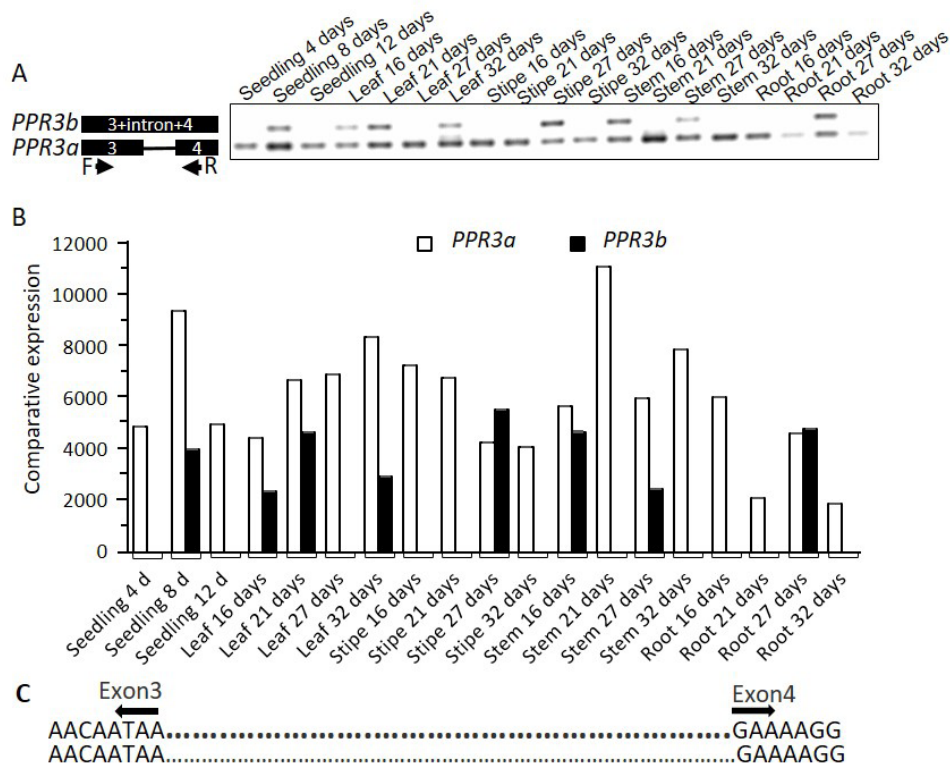 A
Seedling 4 days
Seedling 8 days
Seedling 12 days
Leaf 16 days
Leaf 21 days
Leaf 27 days
Leaf 32 days
Stipe 16 days
Stipe 21 days
Stipe 27 days
Stipe 32 days
Stem 16 days
Stem 21 days
Stem 27 days
Stem 32 days
Root 16 days
Root 21 days
Root 27 days
Root 32 days
PPR3b 3+intron+4
PPR3a 3 4
F R
B
PPR3a PPR3b
Comparative expression
12000
10000
8000
6000
4000
2000
0
Seedling 4 d
Seedling 8 d
Seedling 12 d
Leaf 16 days
Leaf 21 days
Leaf 27 days
Leaf 32 days
Stipe 16 days
Stipe 21 days
Stipe 27 days
Stipe 32 days
Stem 16 days
Stem 21 days
Stem 27 days
Stem 32 days
Root 16 days
Root 21 days
Root 27 days
Root 32 days
C
Exon3 Exon4
AACAATAA................................................GAAAAGG
AACAATAA................................................GAAAAGG